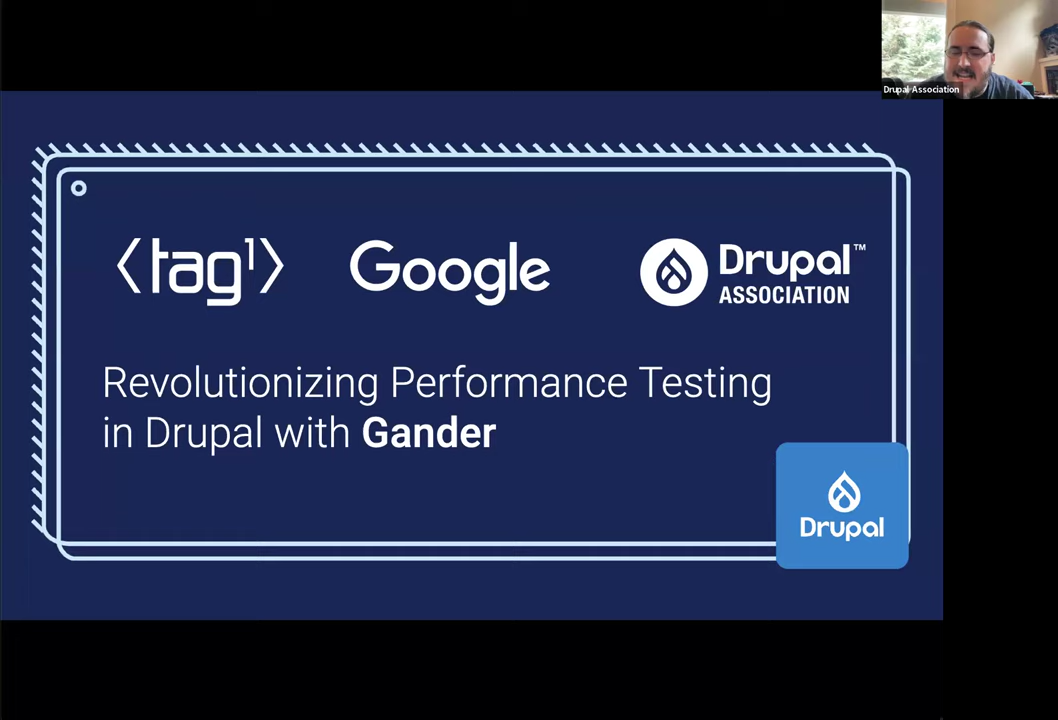 Drupal Association
<tag1>
Google
Drupal™
ASSOCIATION
Revolutionizing Performance Testing
in Drupal with Gander
Drupal